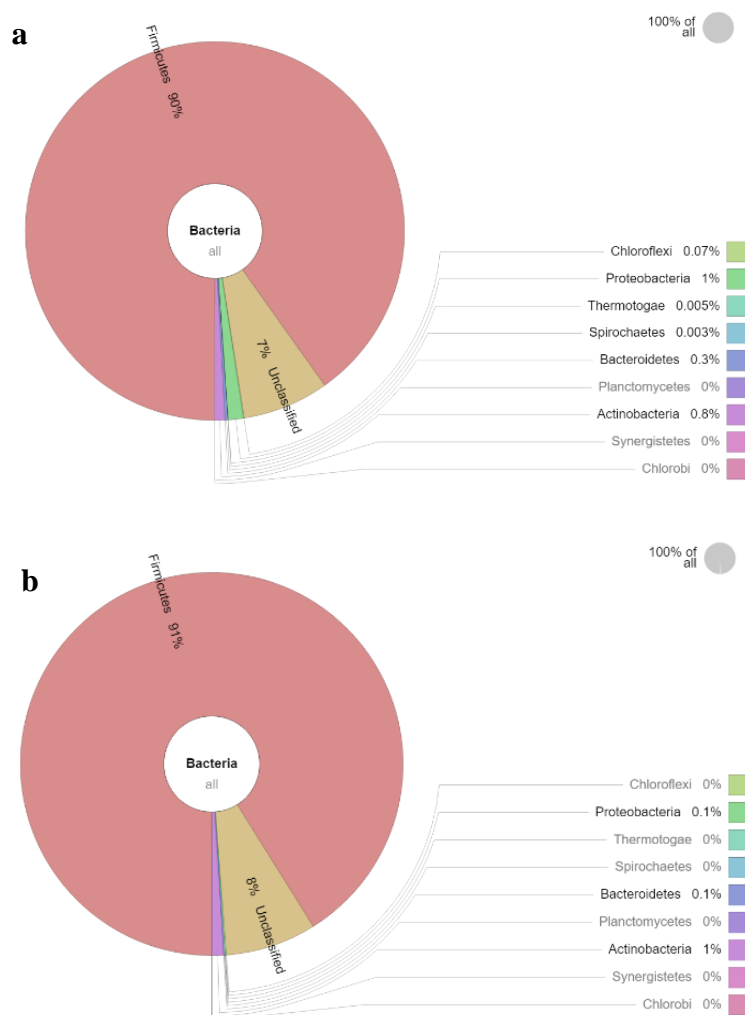 a
100% of
all
Firmicutes 90%
Bacteria
all
7% Unclassified
Chloroflexi 0.07%
Proteobacteria 1%
Thermotogae 0.005%
Spirochaetes 0.003%
Bacteroidetes 0.3%
Planctomycetes 0%
Actinobacteria 0.8%
Synergistetes 0%
Chlorobi 0%
b
100% of
all
Firmicutes 91%
Bacteria
all
8% Unclassified
Chloroflexi 0%
Proteobacteria 0.1%
Thermotogae 0%
Spirochaetes 0%
Bacteroidetes 0.1%
Planctomycetes 0%
Actinobacteria 1%
Synergistetes 0%
Chlorobi 0%